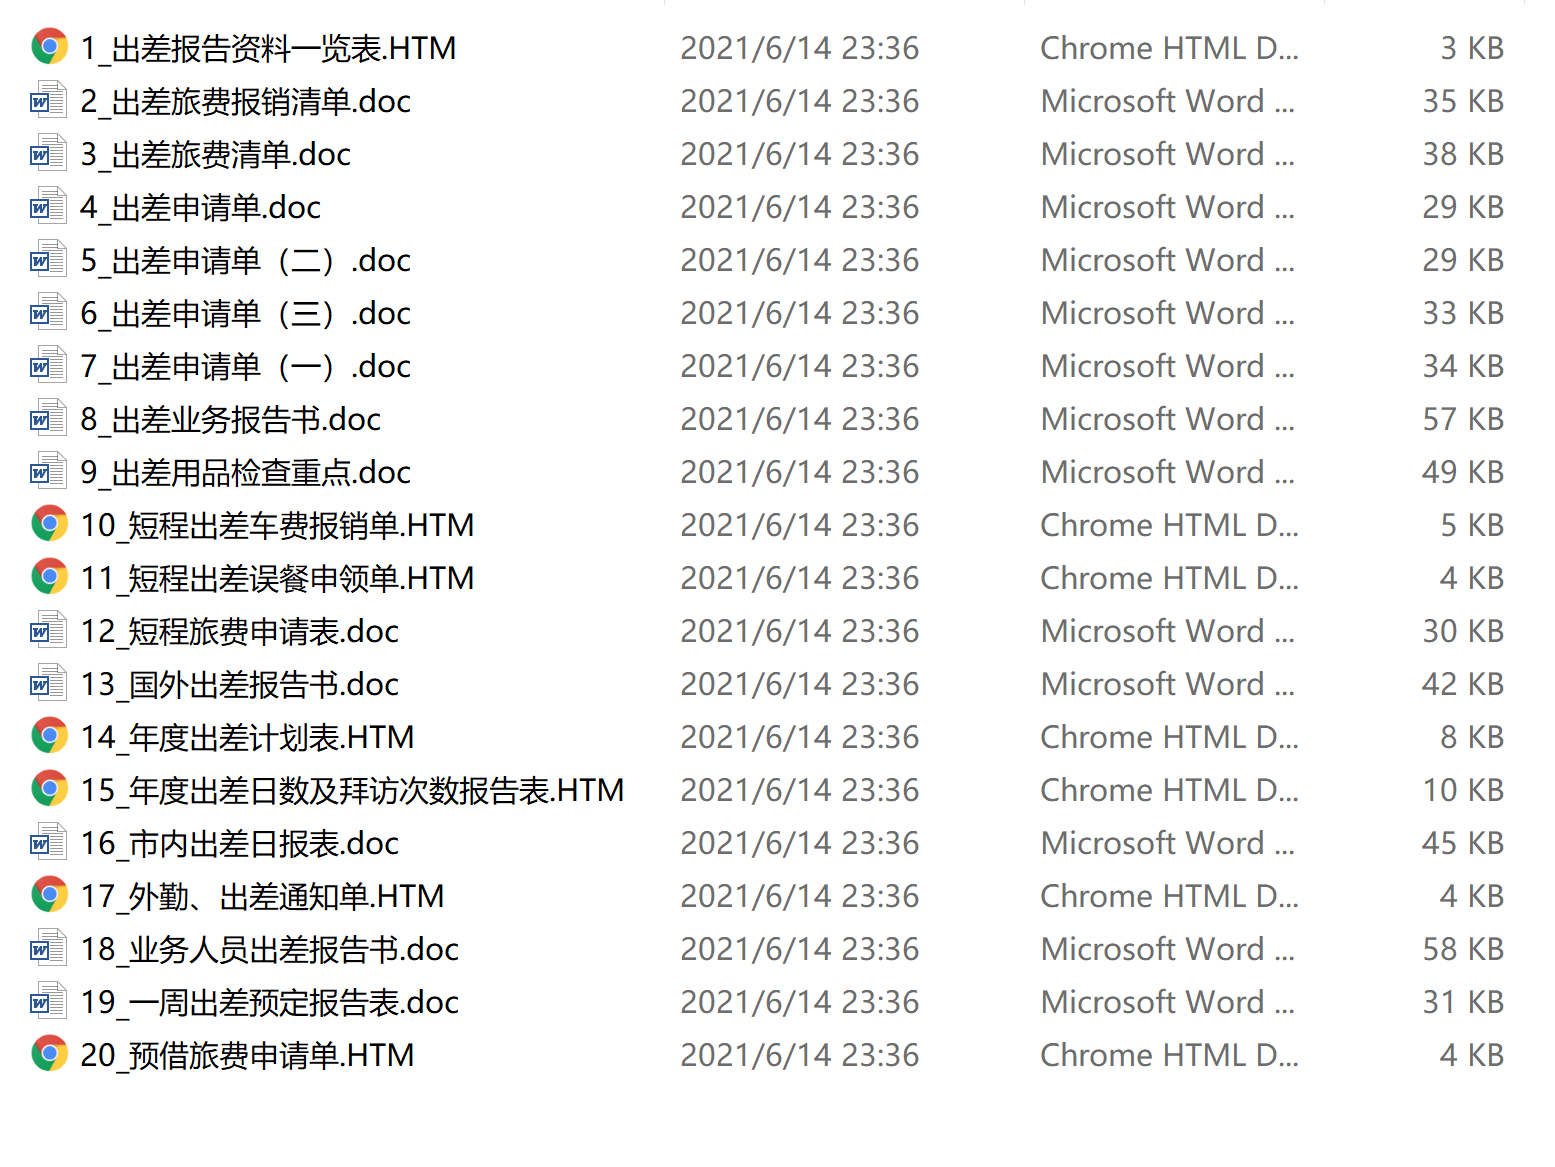 1_出差报告资料一览表.HTM 2021/6/14 23:36 Chrome HTML D... 3 KB
2_出差旅费报销清单.doc 2021/6/14 23:36 Microsoft Word ... 35 KB
3_出差旅费清单.doc 2021/6/14 23:36 Microsoft Word ... 38 KB
4_出差申请单.doc 2021/6/14 23:36 Microsoft Word ... 29 KB
5_出差申请单（二）.doc 2021/6/14 23:36 Microsoft Word ... 29 KB
6_出差申请单（三）.doc 2021/6/14 23:36 Microsoft Word ... 33 KB
7_出差申请单（一）.doc 2021/6/14 23:36 Microsoft Word ... 34 KB
8_出差业务报告书.doc 2021/6/14 23:36 Microsoft Word ... 57 KB
9_出差用品检查重点.doc 2021/6/14 23:36 Microsoft Word ... 49 KB
10_短程出差车费报销单.HTM 2021/6/14 23:36 Chrome HTML D... 5 KB
11_短程出差误餐申领单.HTM 2021/6/14 23:36 Chrome HTML D... 4 KB
12_短程旅费申请表.doc 2021/6/14 23:36 Microsoft Word ... 30 KB
13_国外出差报告书.doc 2021/6/14 23:36 Microsoft Word ... 42 KB
14_年度出差计划表.HTM 2021/6/14 23:36 Chrome HTML D... 8 KB
15_年度出差日数及拜访次数报告表.HTM 2021/6/14 23:36 Chrome HTML D... 10 KB
16_市内出差日报表.doc 2021/6/14 23:36 Microsoft Word ... 45 KB
17_外勤、出差通知单.HTM 2021/6/14 23:36 Chrome HTML D... 4 KB
18_业务人员出差报告书.doc 2021/6/14 23:36 Microsoft Word ... 58 KB
19_一周出差预定报告表.doc 2021/6/14 23:36 Microsoft Word ... 31 KB
20_预借旅费申请单.HTM 2021/6/14 23:36 Chrome HTML D... 4 KB